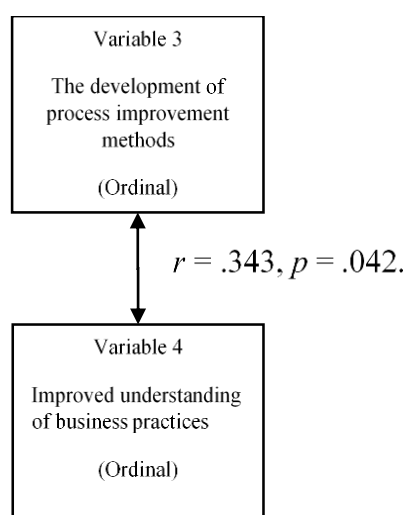 Variable 3
The development of
process improvement
methods
(Ordinal)
r = .343, p = .042.
Variable 4
Improved understanding
of business practices
(Ordinal)